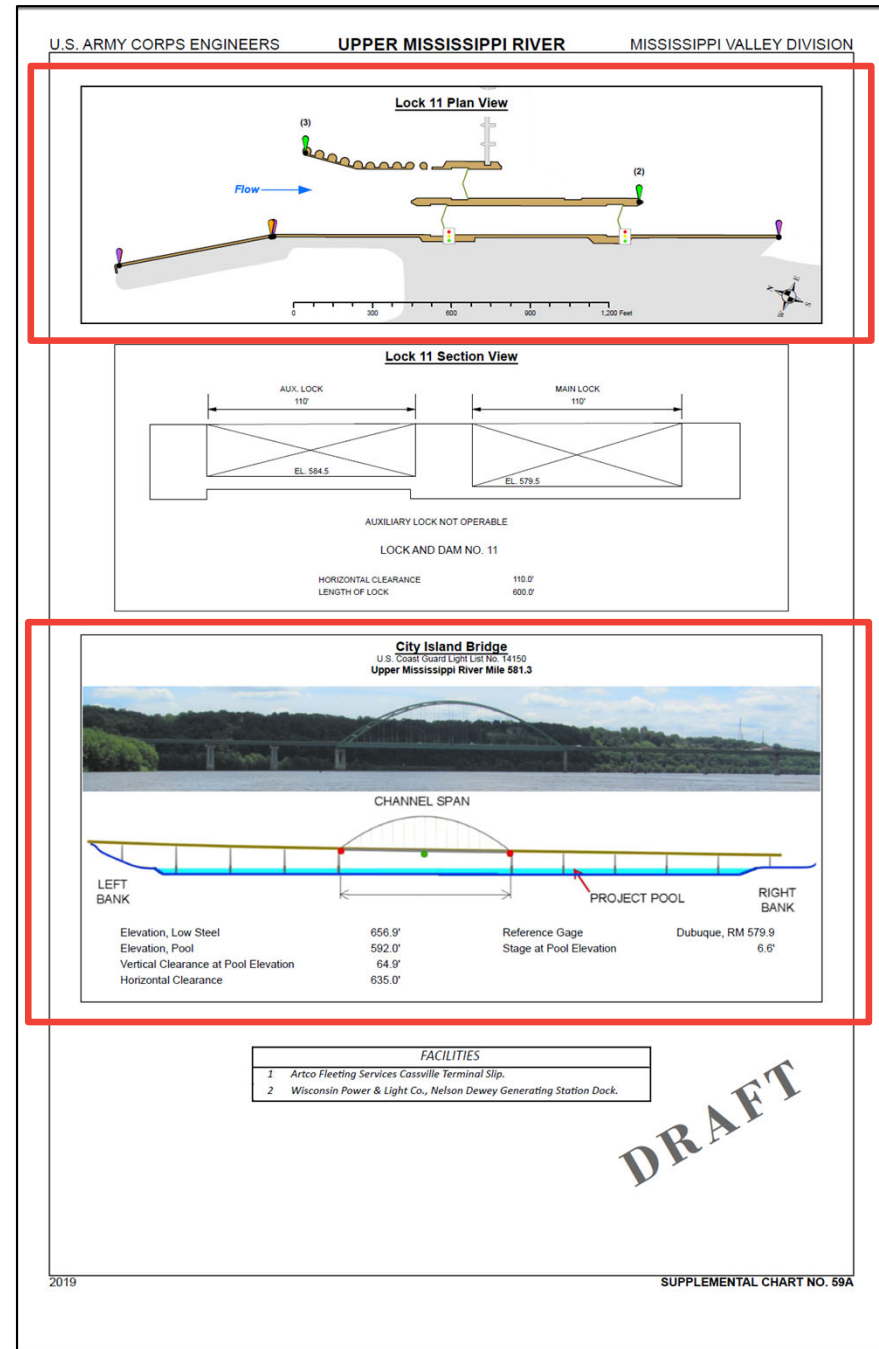 U.S. ARMY CORPS ENGINEERS UPPER MISSISSIPPI RIVER MISSISSIPPI VALLEY DIVISION
Lock 11 Plan View
(3)
(2)
Flow
0 300 600 900 1,200 Feet
Lock 11 Section View
AUX. LOCK MAIN LOCK
110' 110'
EL. 584.5 EL. 579.5
AUXILIARY LOCK NOT OPERABLE
LOCK AND DAM NO. 11
HORIZONTAL CLEARANCE 110.0'
LENGTH OF LOCK 600.0'
City Island Bridge
U.S. Coast Guard Light List No. 14150
Upper Mississippi River Mile 581.3
CHANNEL SPAN
LEFT BANK
PROJECT POOL
RIGHT BANK
Elevation, Low Steel 656.9' Reference Gage Dubuque, RM 579.9
Elevation, Pool 592.0' Stage at Pool Elevation 6.6'
Vertical Clearance at Pool Elevation 64.9'
Horizontal Clearance 635.0'
FACILITIES
1 Artco Fleeting Services Cassville Terminal Slip.
2 Wisconsin Power & Light Co., Nelson Dewey Generating Station Dock.
DRAFT
2019 SUPPLEMENTAL CHART NO. 59A